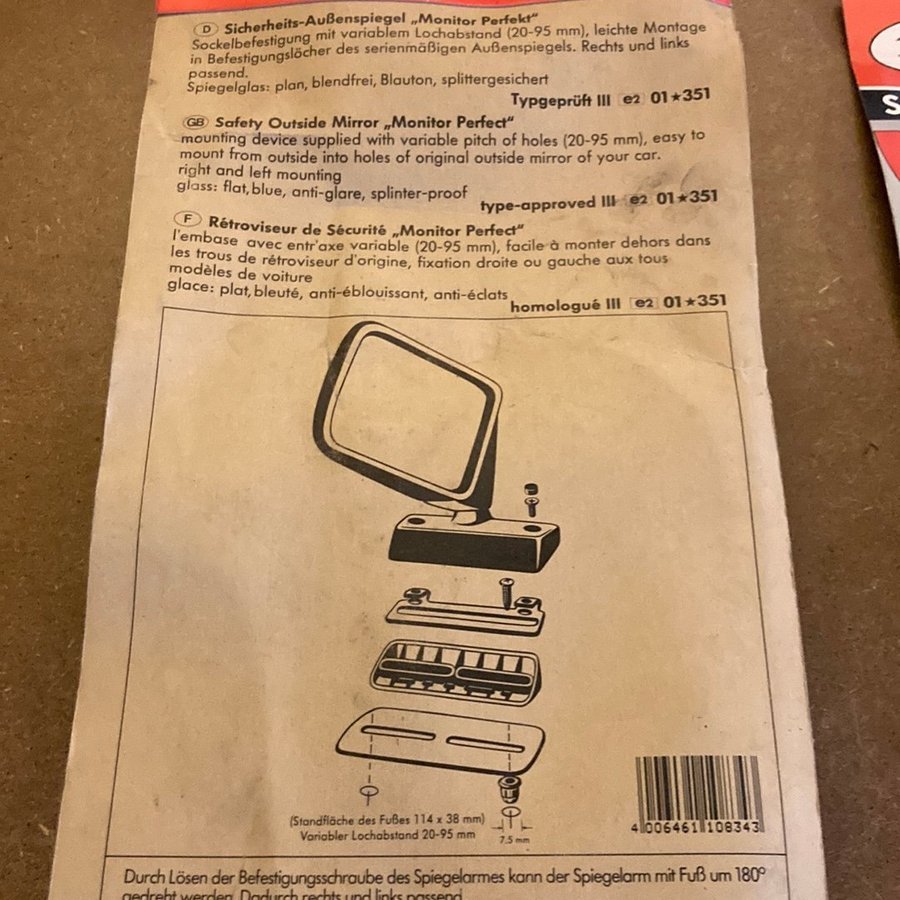 D Sicherheits-Außenspiegel „Monitor Perfekt“
Sockelbefestigung mit variablem Lochabstand (20-95 mm), leichte Montage
in Befestigungslöcher des serienmäßigen Außenspiegels. Rechts und links
passend.
Spiegelglas: plan, blendfrei, Blauton, splittergesichert
Typgeprüft III e2 01★351
GB Safety Outside Mirror „Monitor Perfect“
mounting device supplied with variable pitch of holes (20-95 mm), easy to
mount from outside into holes of original outside mirror of your car.
right and left mounting
glass: flat, blue, anti-glare, splinter-proof
type-approved III e2 01★351
F Rétroviseur de Sécurité „Monitor Perfect“
l'embase avec entr'axe variable (20-95 mm), facile à monter dehors dans
les trous de rétroviseur d'origine, fixation droite ou gauche aux tous
modèles de voiture
glace: plat, bleuté, anti-éblouissant, anti-éclats
homologué III e2 01★351
(Standfläche des Fußes 114 x 38 mm)
Variabler Lochabstand 20-95 mm
7,5 mm
4 006461 108343
Durch Lösen der Befestigungsschraube des Spiegelarmes kann der Spiegelarm mit Fuß um 180°
gedreht werden. Dadurch rechts und links passend